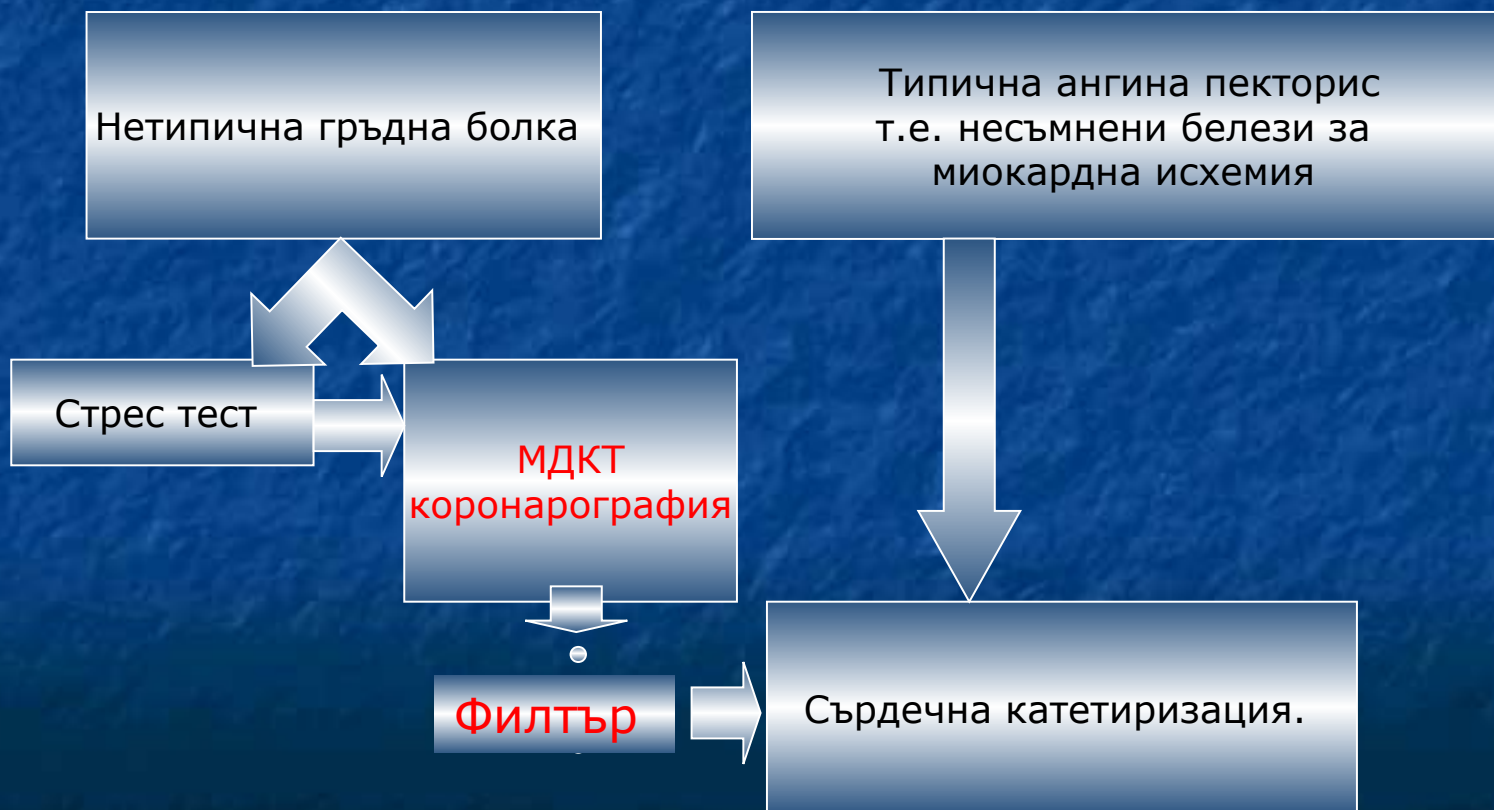 Нетипична гръдна болка
Типична ангина пекторис
т.е. несъмнени белези за
миокардна исхемия
Стрес тест
МДКТ
коронарография
Филтър
Сърдечна катетиризация.